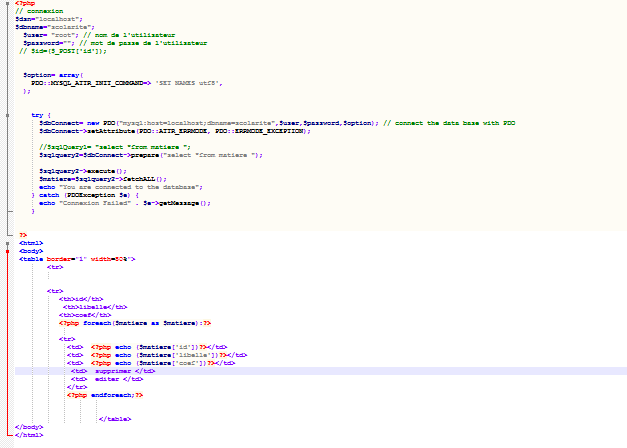 <?php
// connexion
$dsn="localhost";
$dbname="scolarite";
$user= "root"; // nom de l'utilisateur
$password=""; // mot de passe de l'utilisateur
// $id=($_POST['id']);
$option= array(
PDO::MYSQL_ATTR_INIT_COMMAND=> 'SET NAMES utf8',
);
try {
$dbConnect= new PDO("mysql:host=localhost;dbname=scolarite",$user,$password,$option); // connect the data base with PDO
$dbConnect->setAttribute(PDO::ATTR_ERRMODE, PDO::ERRMODE_EXCEPTION);
//$sqlQuery1= "select *from matiere ";
$sqlquery2=$dbConnect->prepare("select *from matiere ");
$sqlquery2->execute();
$matiere=$sqlquery2->fetchALL();
echo "You are connected to the database";
} catch (PDOException $e) {
echo "Connexion Failed" . $e->getMessage();
}
?>
<html>
<body>
<table border="1" width=50%">
<tr>
<tr>
<th>id</th>
<th>libelle</th>
<th>coef</th>
<?php foreach($matiere as $matiere):?>
<tr>
<td> <?php echo ($matiere['id'])?></td>
<td> <?php echo ($matiere['libelle'])?></td>
<td> <?php echo ($matiere['coef'])?></td>
<td> supprimer </td>
<td> editer </td>
</tr>
<?php endforeach;?>
</table>
</body>
</html>